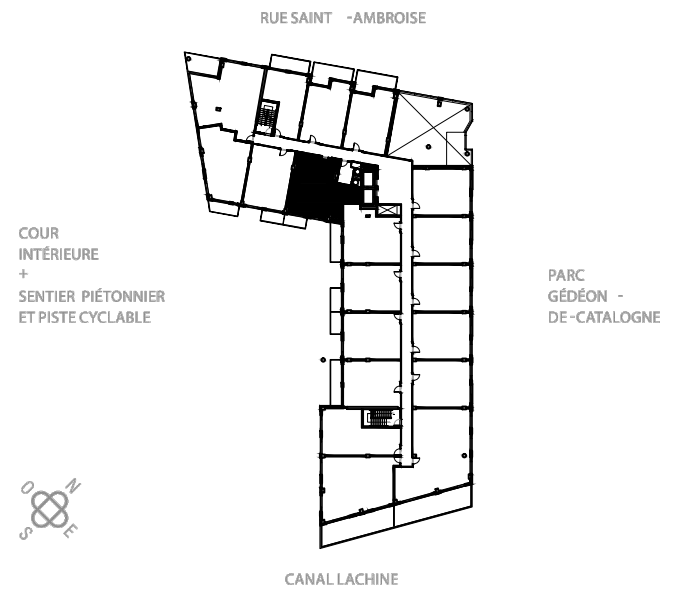 RUE SAINT -AMBROISE
COUR
INTÉRIEURE
+
SENTIER PIÉTONNIER
ET PISTE CYCLABLE
PARC
GÉDÉON -
DE-CATALOGNE
O N
S E
CANAL LACHINE